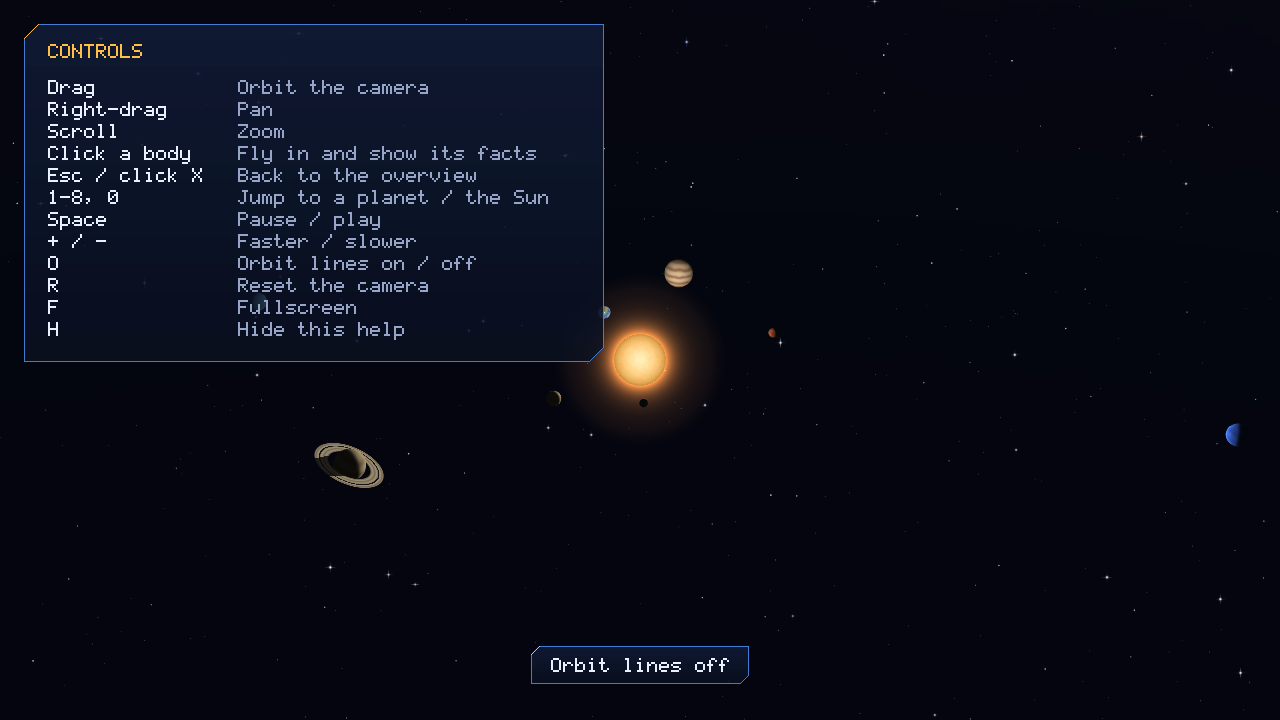 CONTROLS
Drag Orbit the camera
Right-drag Pan
Scroll Zoom
Click a body Fly in and show its facts
Esc / click X Back to the overview
1-8, 0 Jump to a planet / the Sun
Space Pause / play
+ / - Faster / slower
O Orbit lines on / off
R Reset the camera
F Fullscreen
H Hide this help
Orbit lines off